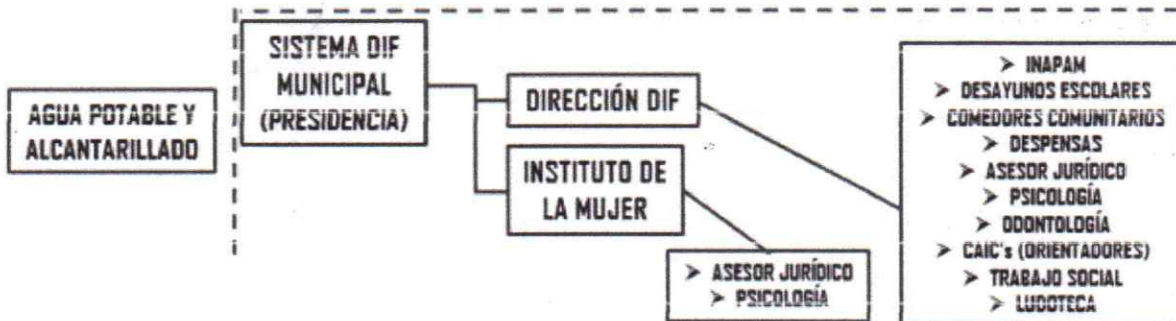 AGUA POTABLE Y
ALCANTARILLADO
SISTEMA DIF
MUNICIPAL
(PRESIDENCIA)
DIRECCIÓN DIF
INSTITUTO DE
LA MUJER
➤ ASESOR JURÍDICO
➤ PSICOLOGÍA
➤ INAPAM
➤ DESAYUNOS ESCOLARES
➤ COMEDORES COMUNITARIOS
➤ DESPENSAS
➤ ASESOR JURÍDICO
➤ PSICOLOGÍA
➤ ODONTOLOGÍA
➤ CAIC's (ORIENTADORES)
➤ TRABAJO SOCIAL
➤ LUDOTECA